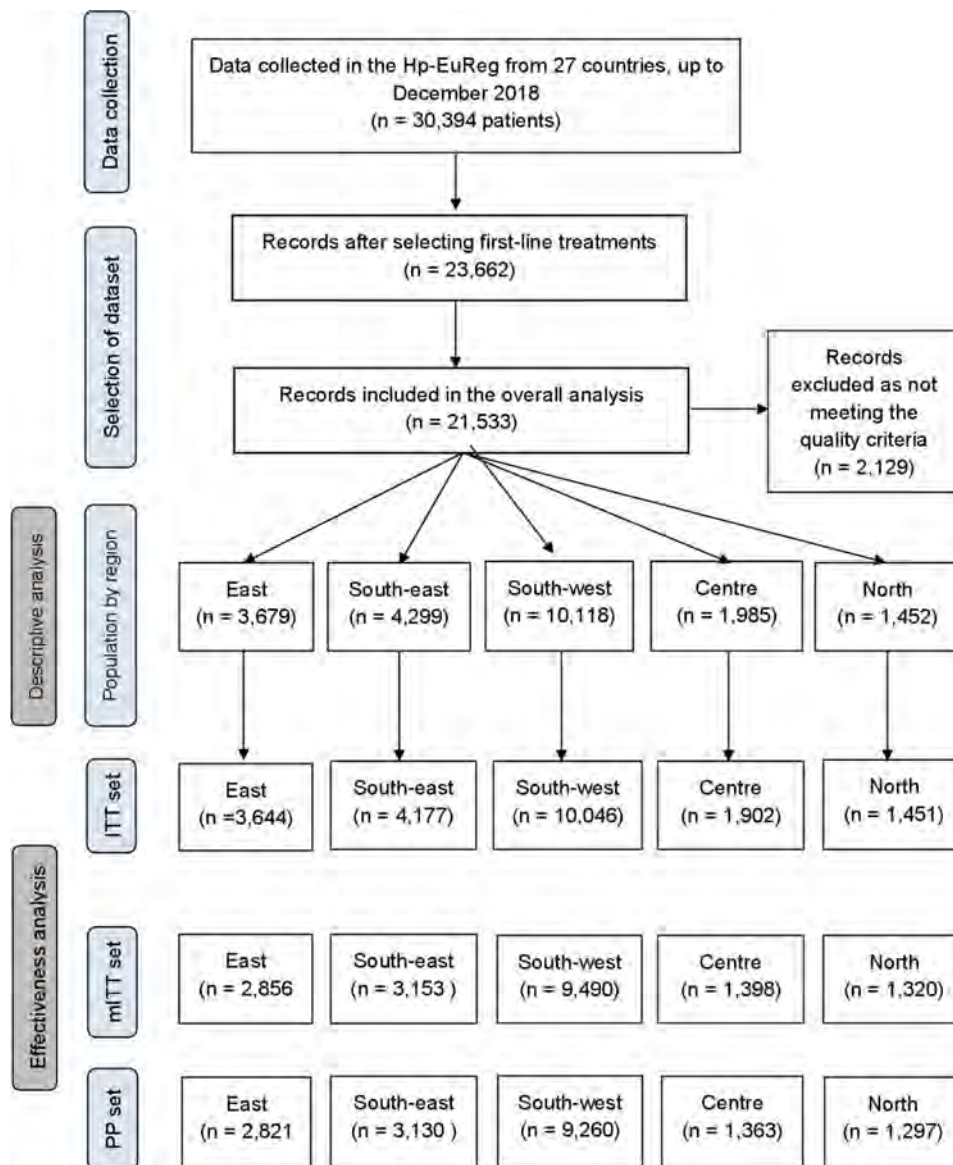 Data collection
Data collected in the Hp-EuReg from 27 countries, up to
December 2018
(n = 30,394 patients)
Selection of dataset
Records after selecting first-line treatments
(n = 23,662)
Records included in the overall analysis
(n = 21,533)
Records
excluded as not
meeting the
quality criteria
(n = 2,129)
Descriptive analysis
Population by region
East
(n = 3,679)
South-east
(n = 4,299)
South-west
(n = 10,118)
Centre
(n = 1,985)
North
(n = 1,452)
Effectiveness analysis
ITT set
East
(n =3,644)
South-east
(n = 4,177)
South-west
(n = 10,046)
Centre
(n = 1,902)
North
(n = 1,451)
mITT set
East
(n = 2,856
South-east
(n = 3,153 )
South-west
(n = 9,490)
Centre
(n = 1,398)
North
(n = 1,320)
PP set
East
(n = 2,821
South-east
(n = 3,130 )
South-west
(n = 9,260)
Centre
(n = 1,363)
North
(n = 1,297)